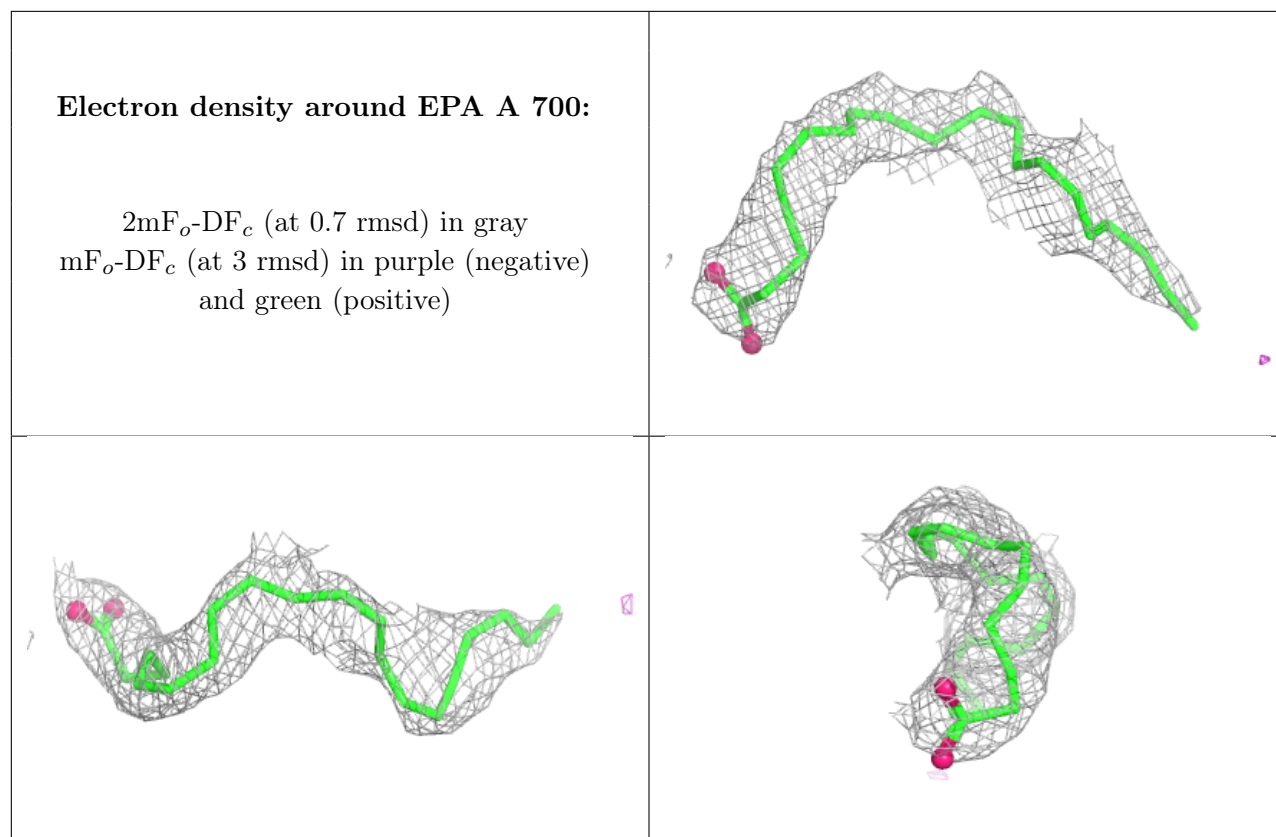 Electron density around EPA A 700:
2mFo-DFc (at 0.7 rmsd) in gray
mFo-DFc (at 3 rmsd) in purple (negative)
and green (positive)